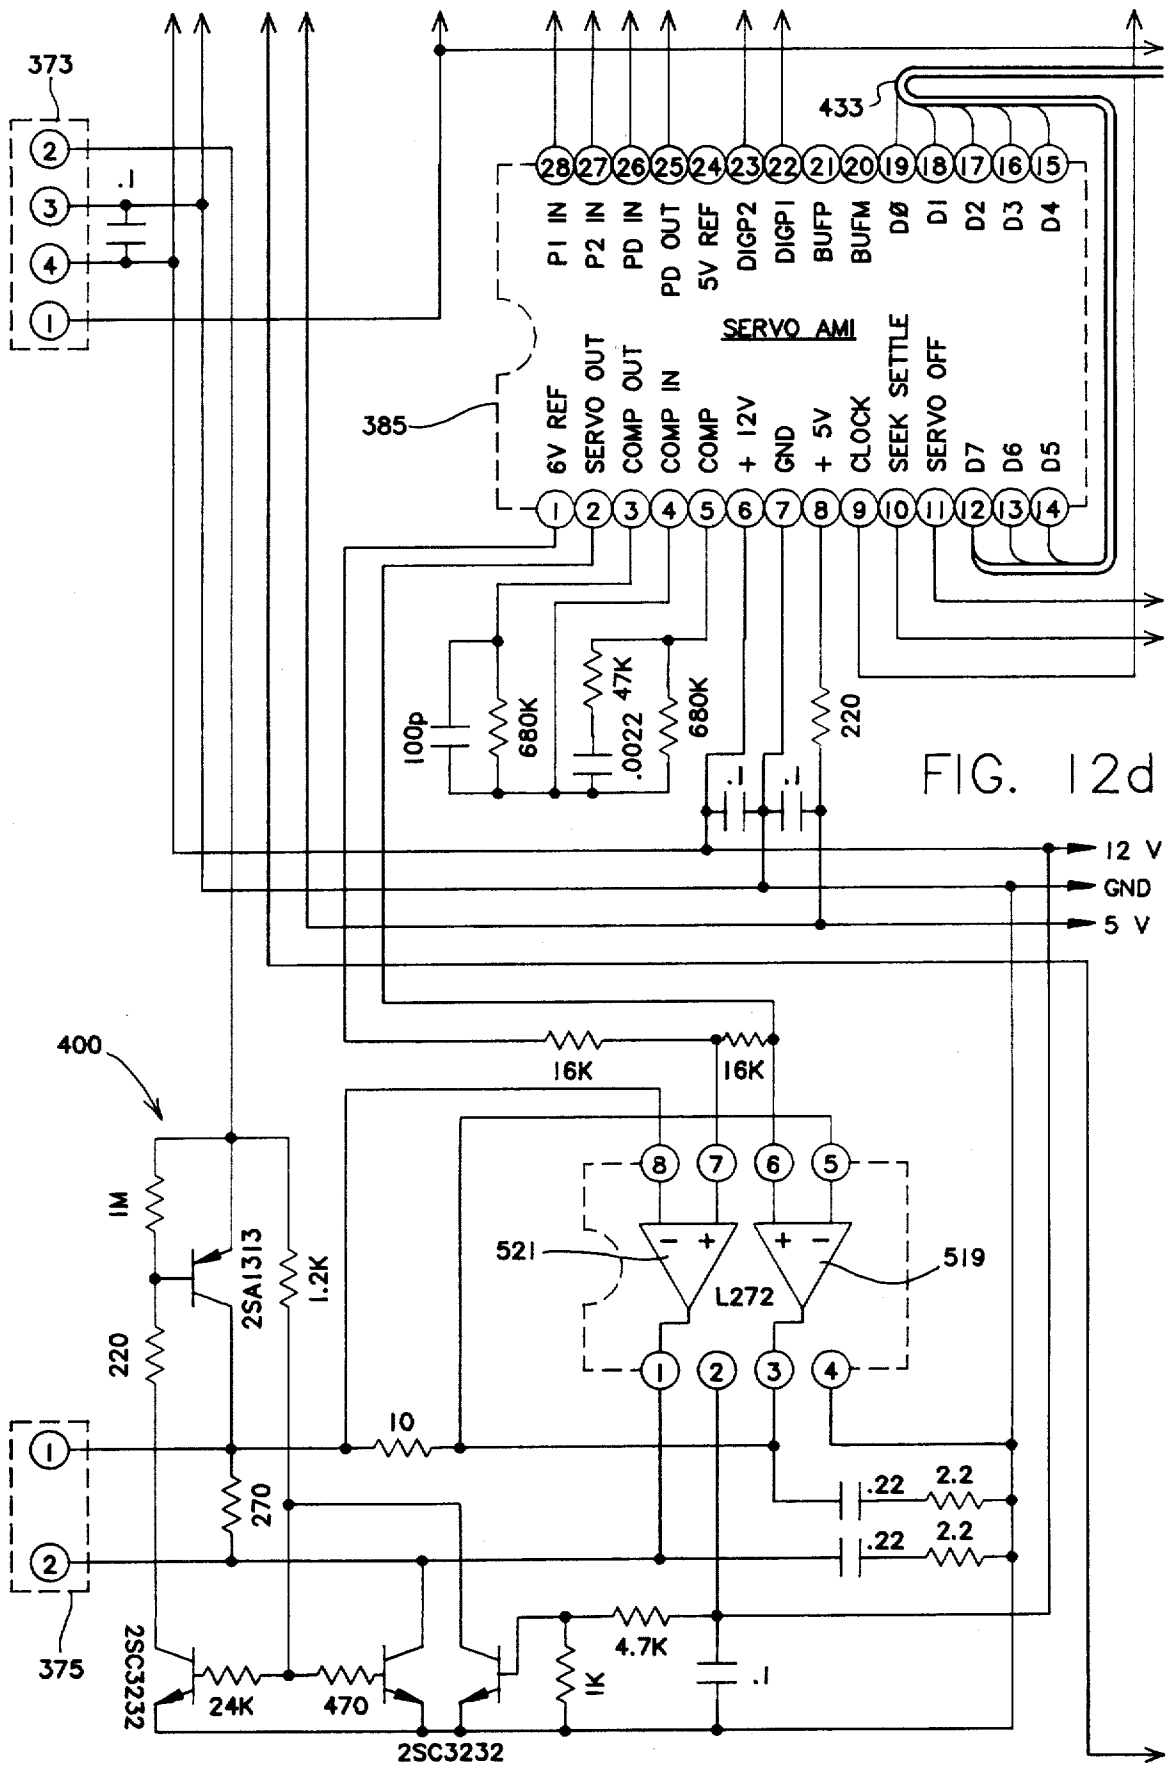 373
2
3
4
1
.1
433
28 27 26 25 24 23 22 21 20 19 18 17 16 15
P1 IN
P2 IN
PD IN
PD OUT
5V REF
DIGP2
DIGP1
BUFP
BUFM
DØ
D1
D2
D3
D4
SERVO AMI
385
6V REF
SERVO OUT
COMP OUT
COMP IN
COMP
+ 12V
GND
+ 5V
CLOCK
SEEK SETTLE
SERVO OFF
D7
D6
D5
1 2 3 4 5 6 7 8 9 10 11 12 13 14
100p
680K
47K
.0022
680K
220
.1
.1
FIG. 12d
12 V
GND
5 V
400
16K
16K
8 7 6 5
1M
2SA1313
1.2K
521
- +
+ -
519
L272
220
1 2 3 4
1
10
270
.22
2.2
.22
2.2
2
375
2SC3232
24K
470
4.7K
1K
.1
2SC3232